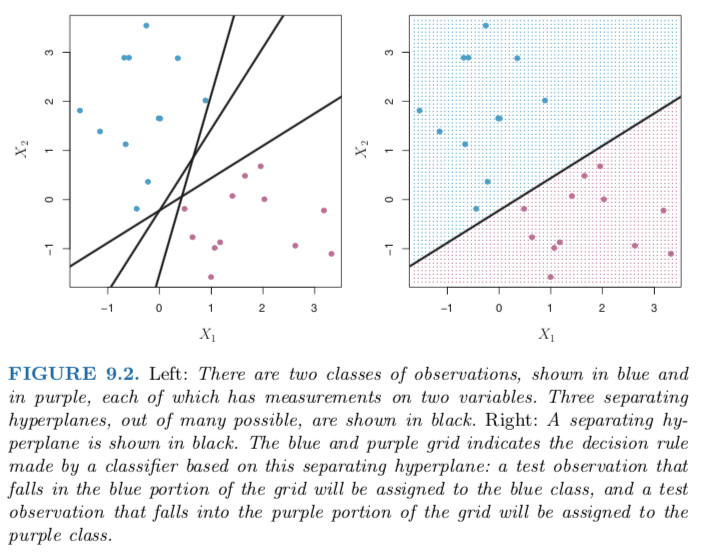 3
2
1
0
−1
X2
−1 0 1 2 3
X1
3
2
1
0
−1
X2
−1 0 1 2 3
X1
FIGURE 9.2. Left: There are two classes of observations, shown in blue and
in purple, each of which has measurements on two variables. Three separating
hyperplanes, out of many possible, are shown in black. Right: A separating hy-
perplane is shown in black. The blue and purple grid indicates the decision rule
made by a classifier based on this separating hyperplane: a test observation that
falls in the blue portion of the grid will be assigned to the blue class, and a test
observation that falls into the purple portion of the grid will be assigned to the
purple class.